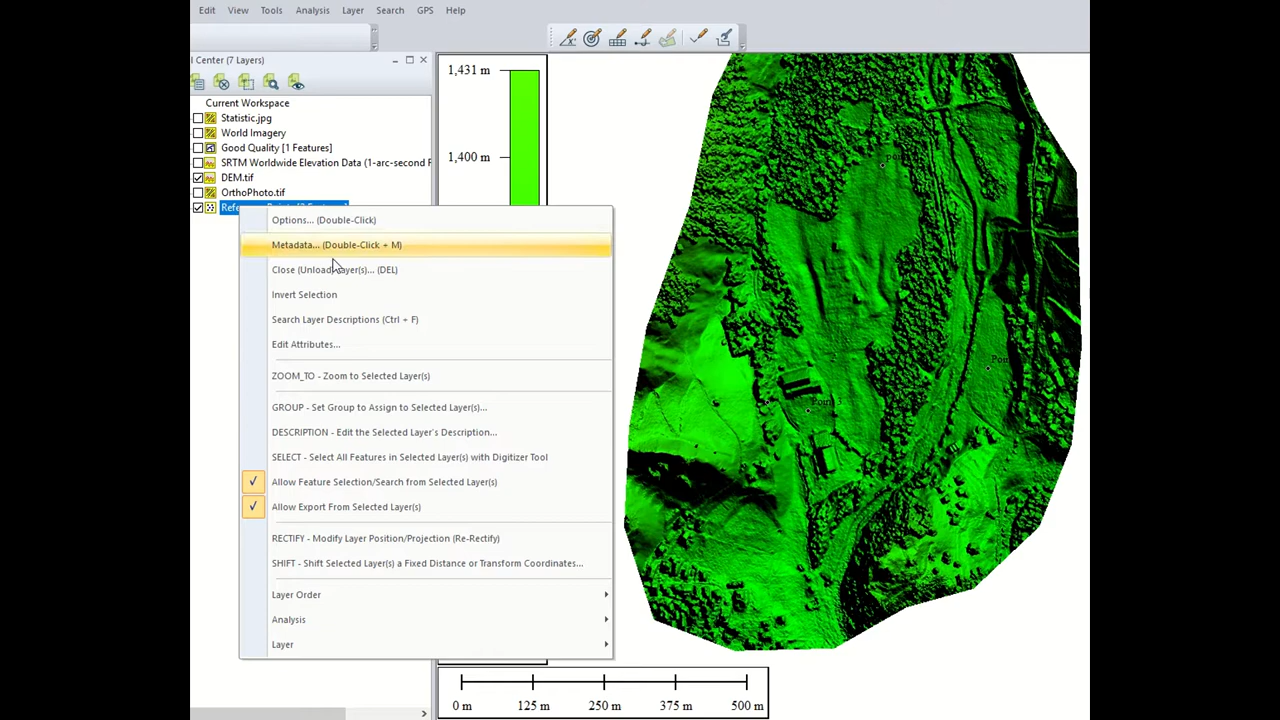 Edit View Tools Analysis Layer Search GPS Help
l Center (7 Layers)
Current Workspace
Statistic.jpg
World Imagery
Good Quality [1 Features]
SRTM Worldwide Elevation Data (1-arc-second F
DEM.tif
OrthoPhoto.tif
Options... (Double-Click)
Metadata... (Double-Click + M)
Close (Unload Layer(s)... (DEL)
Invert Selection
Search Layer Descriptions (Ctrl + F)
Edit Attributes...
ZOOM_TO - Zoom to Selected Layer(s)
GROUP - Set Group to Assign to Selected Layer(s)...
DESCRIPTION - Edit the Selected Layer's Description...
SELECT - Select All Features in Selected Layer(s) with Digitizer Tool
Allow Feature Selection/Search from Selected Layer(s)
Allow Export From Selected Layer(s)
RECTIFY - Modify Layer Position/Projection (Re-Rectify)
SHIFT - Shift Selected Layer(s) a Fixed Distance or Transform Coordinates...
Layer Order
Analysis
Layer
1,431 m
1,400 m
Poin
Point 3
0 m 125 m 250 m 375 m 500 m